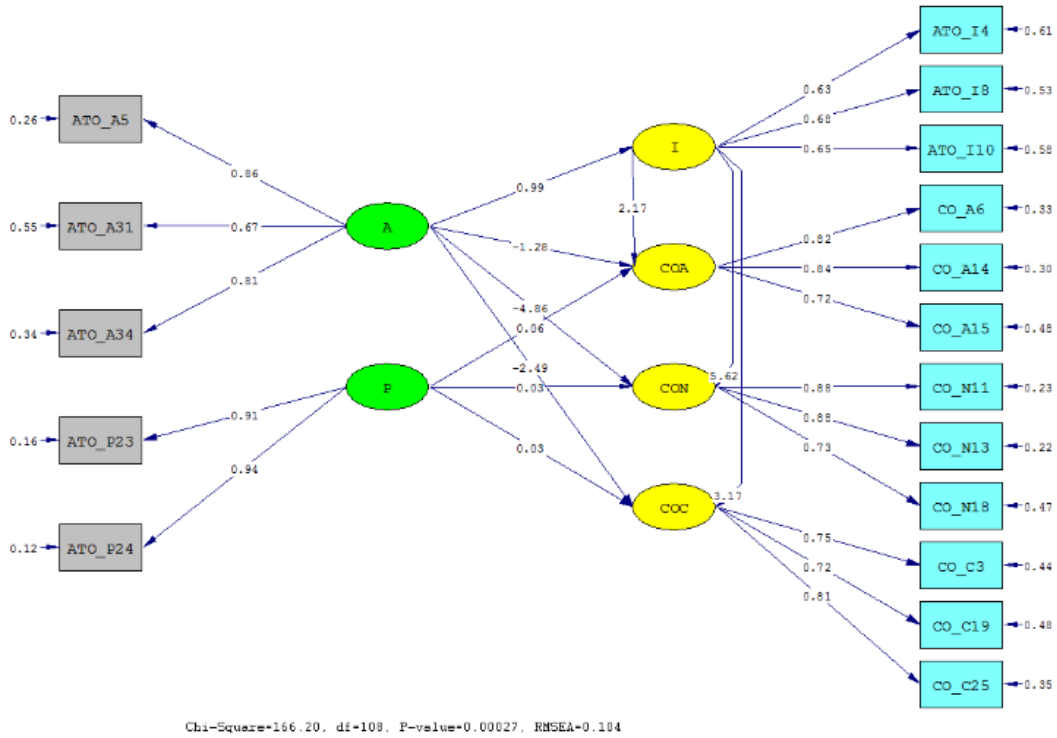 ATO_I4
0.61
0.63
ATO_I8
0.53
0.68
ATO_I10
0.58
0.65
0.26
ATO_A5
0.86
I
0.99
2.17
CO_A6
0.33
0.82
0.55
ATO_A31
0.67
A
-1.28
COA
CO_A14
0.30
0.84
0.72
CO_A15
0.48
0.81
0.34
ATO_A34
-4.86
0.06
-2.49
P
0.03
CON
5.62
0.88
CO_N11
0.23
0.88
CO_N13
0.22
0.73
CO_N18
0.47
0.91
0.16
ATO_P23
0.94
0.03
COC
3.17
0.75
CO_C3
0.44
0.72
CO_C19
0.48
0.81
CO_C25
0.35
0.12
ATO_P24
Chi-Square=166.20, df=108, P-value=0.00027, RMSEA=0.104